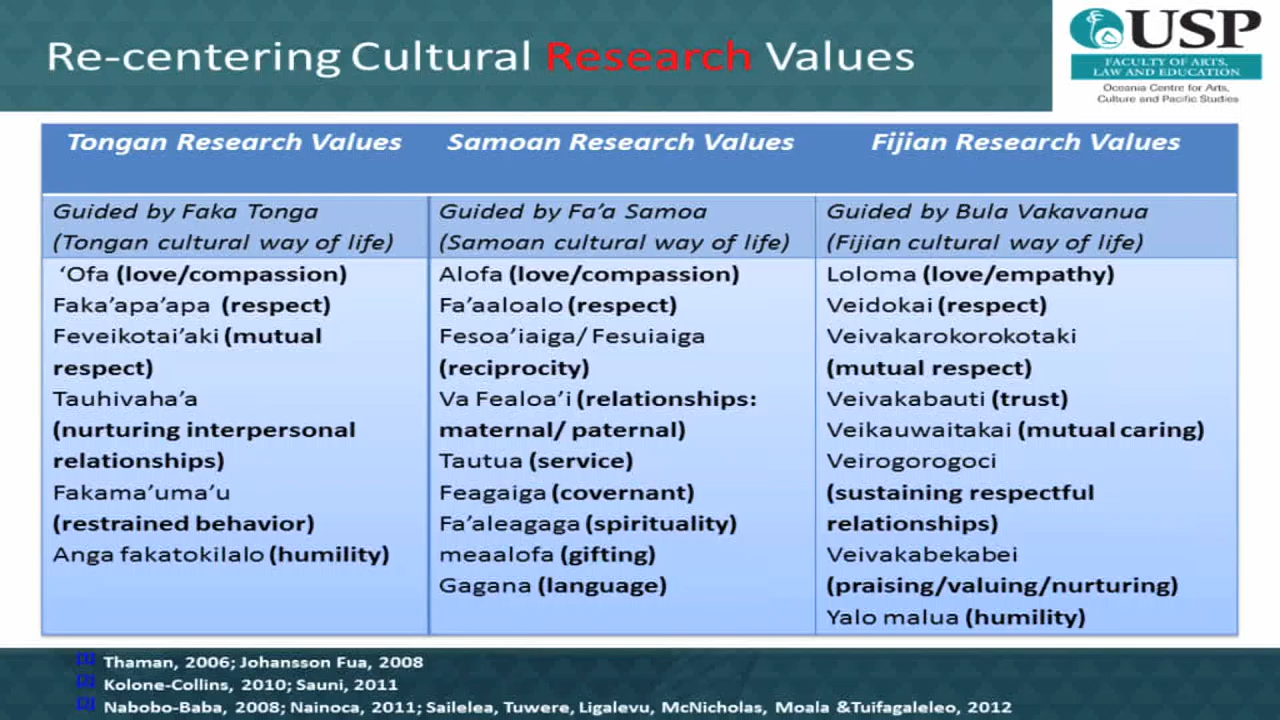 Re-centering Cultural Research Values
USP
FACULTY OF ARTS,
LAW AND EDUCATION
Oceania Centre for Arts,
Culture and Pacific Studies
Tongan Research Values
Guided by Faka Tonga
(Tongan cultural way of life)
‘Ofa (love/compassion)
Faka’apa’apa (respect)
Feveikotai’aki (mutual
respect)
Tauhivaha’a
(nurturing interpersonal
relationships)
Fakama’uma’u
(restrained behavior)
Anga fakatokilalo (humility)
Samoan Research Values
Guided by Fa’a Samoa
(Samoan cultural way of life)
Alofa (love/compassion)
Fa’aaloalo (respect)
Fesoa’iaiga/ Fesuiaiga
(reciprocity)
Va Fealoa’i (relationships:
maternal/ paternal)
Tautua (service)
Feagaiga (covernant)
Fa’aleagaga (spirituality)
meaalofa (gifting)
Gagana (language)
Fijian Research Values
Guided by Bula Vakavanua
(Fijian cultural way of life)
Loloma (love/empathy)
Veidokai (respect)
Veivakarokorokotaki
(mutual respect)
Veivakabauti (trust)
Veikauwaitakai (mutual caring)
Veirogorogoci
(sustaining respectful
relationships)
Veivakabekabei
(praising/valuing/nurturing)
Yalo malua (humility)
[1] Thaman, 2006; Johansson Fua, 2008
[2] Kolone-Collins, 2010; Sauni, 2011
[3] Nabobo-Baba, 2008; Nainoca, 2011; Sailelea, Tuwere, Ligalevu, McNicholas, Moala &Tuifagaleleo, 2012